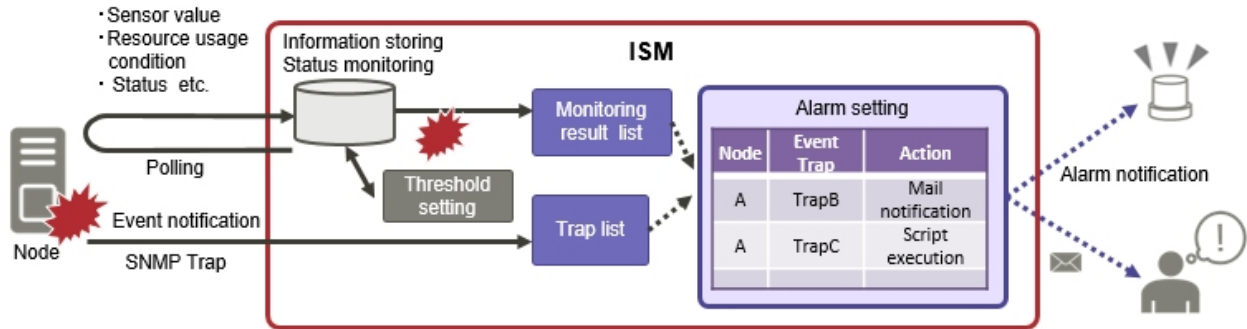 ・Sensor value
・Resource usage
condition
・Status etc.
Information storing
Status monitoring
ISM
Monitoring
result list
Alarm setting
Node
Event
Trap
Action
A
TrapB
Mail
notification
A
TrapC
Script
execution
Polling
Threshold
setting
Alarm notification
Event notification
Trap list
Node
SNMP Trap
!